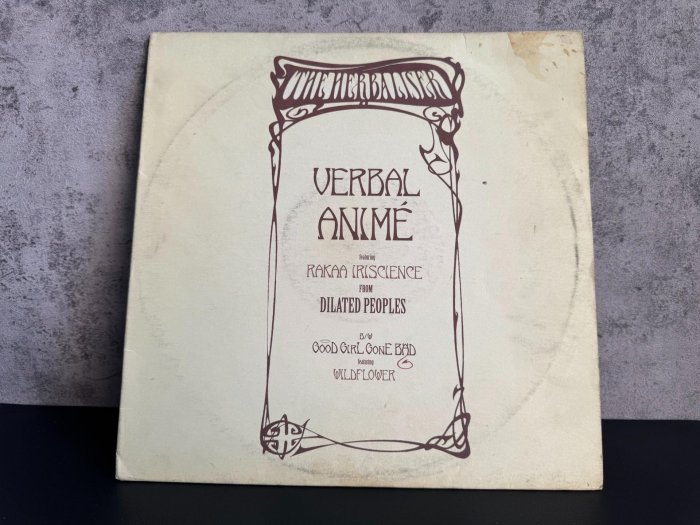 THE HERBALISER
VERBAL
ANIMÉ
featuring
RAKAA IRISCIENCE
FROM
DILATED PEOPLES
B/W
GOOD GIRL GONE BAD
featuring
WILDFLOWER